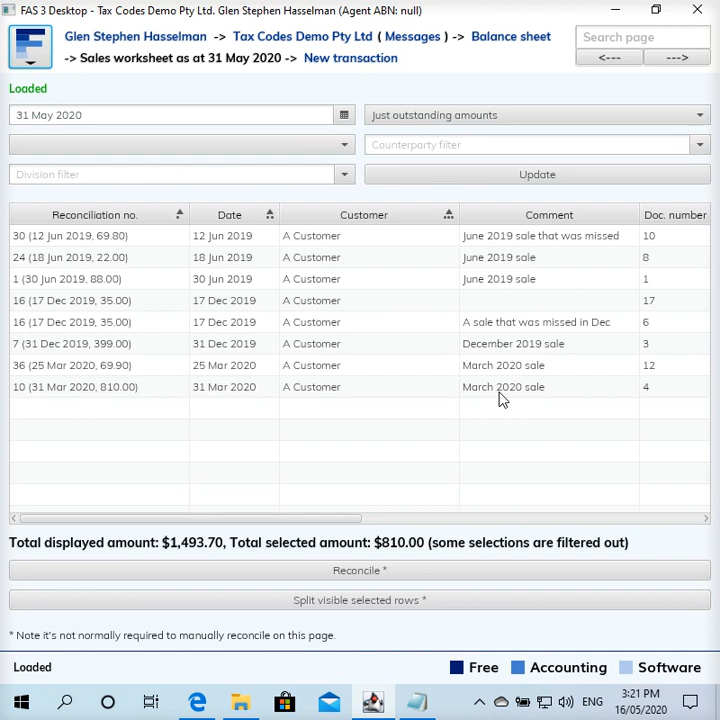 FAS 3 Desktop - Tax Codes Demo Pty Ltd. Glen Stephen Hasselman (Agent ABN: null)
Glen Stephen Hasselman -> Tax Codes Demo Pty Ltd ( Messages ) -> Balance sheet
-> Sales worksheet as at 31 May 2020 -> New transaction
Search page
<--- --->
Loaded
31 May 2020 Just outstanding amounts
Counterparty filter
Division filter Update
Reconciliation no. Date Customer Comment Doc. number
30 (12 Jun 2019, 69.80) 12 Jun 2019 A Customer June 2019 sale that was missed 10
24 (18 Jun 2019, 22.00) 18 Jun 2019 A Customer June 2019 sale 8
1 (30 Jun 2019, 88.00) 30 Jun 2019 A Customer June 2019 sale 1
16 (17 Dec 2019, 35.00) 17 Dec 2019 A Customer 17
16 (17 Dec 2019, 35.00) 17 Dec 2019 A Customer A sale that was missed in Dec 6
7 (31 Dec 2019, 399.00) 31 Dec 2019 A Customer December 2019 sale 3
36 (25 Mar 2020, 69.90) 25 Mar 2020 A Customer March 2020 sale 12
10 (31 Mar 2020, 810.00) 31 Mar 2020 A Customer March 2020 sale 4
Total displayed amount: $1,493.70, Total selected amount: $810.00 (some selections are filtered out)
Reconcile *
Split visible selected rows *
* Note it's not normally required to manually reconcile on this page.
Loaded Free Accounting Software
ENG
3:21 PM
16/05/2020